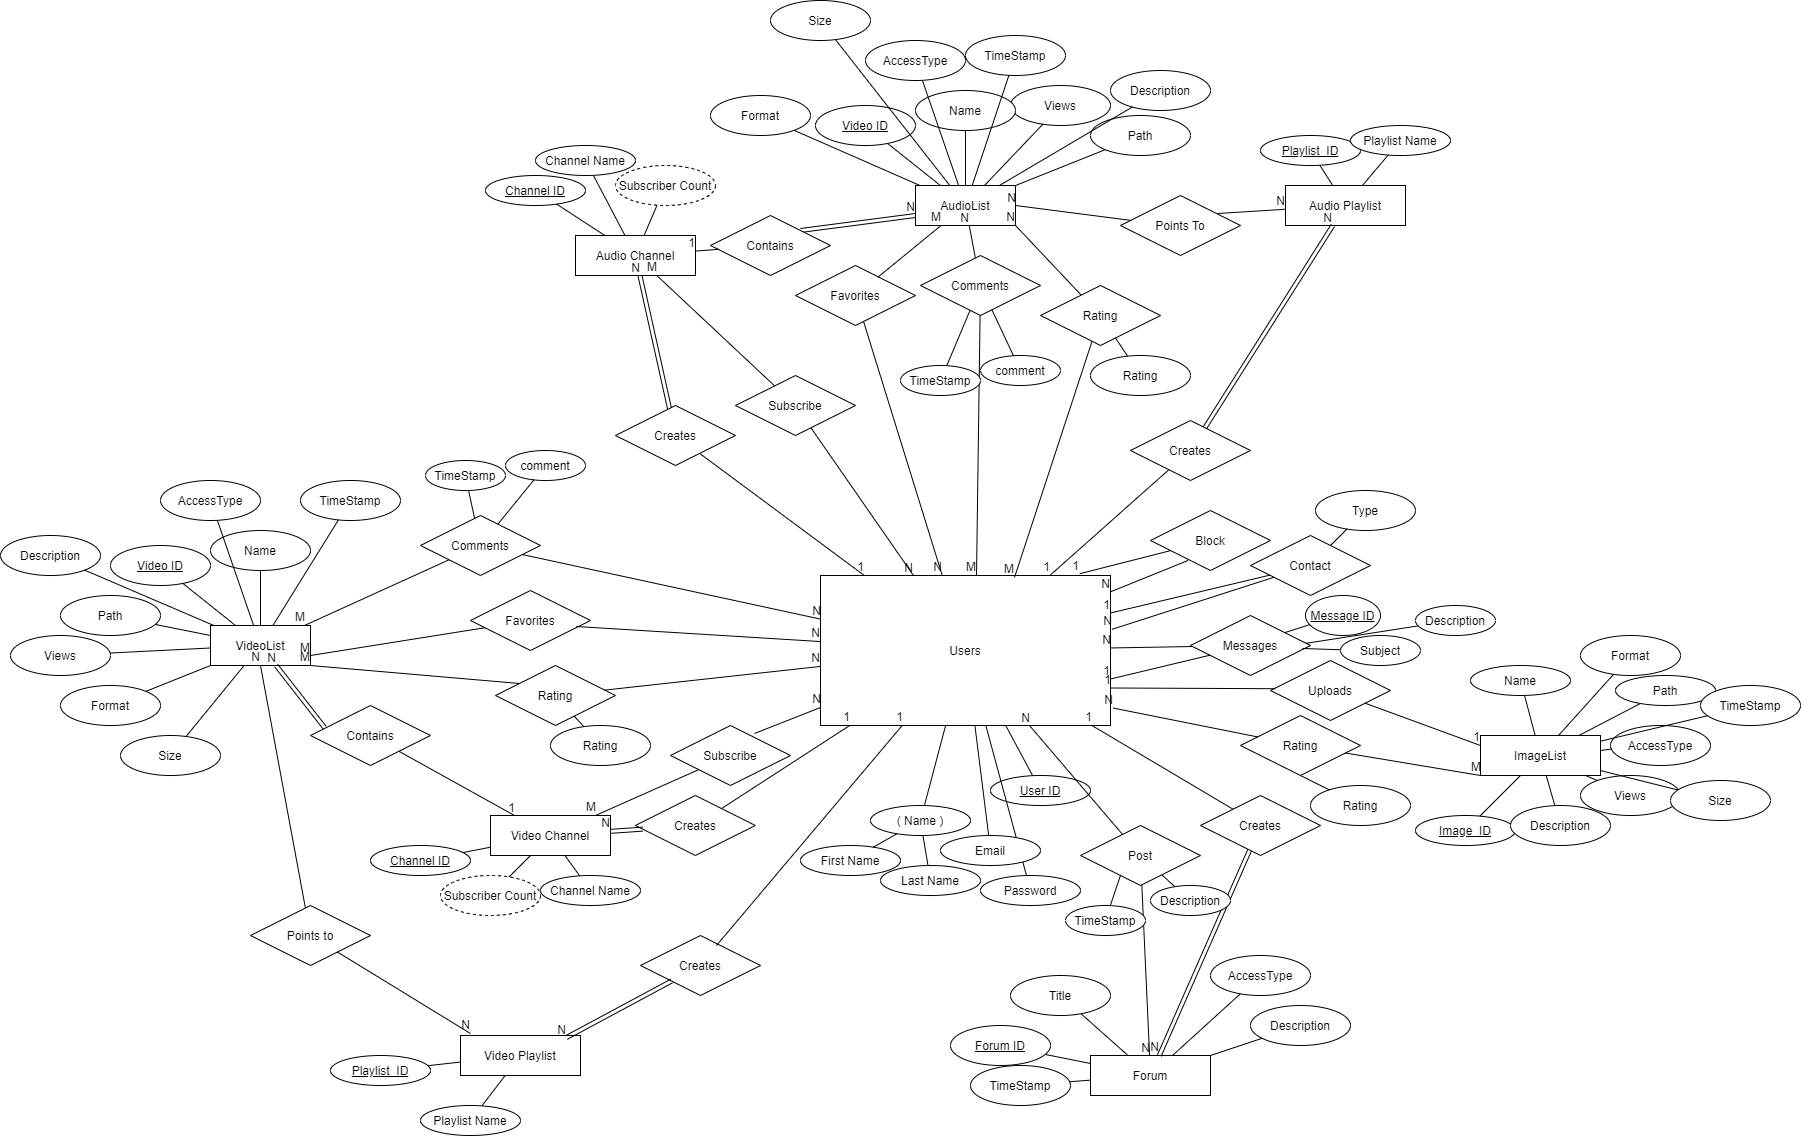 Size
AccessType
TimeStamp
Format
Video ID
Name
Views
Description
Path
Channel Name
Channel ID
Subscriber Count
Playlist_ID
Playlist Name
AudioList
N
M
N
N
N
Points To
N
Audio Playlist
N
Contains
1
Audio Channel
N
M
Favorites
Comments
Rating
TimeStamp
comment
Rating
Creates
Subscribe
Creates
TimeStamp
comment
Comments
AccessType
TimeStamp
Description
Video ID
Name
Path
Views
Format
Size
VideoList
M
M
M
N
N
Favorites
Rating
Rating
Contains
Users
1
N
N
M
M
1
1
N
1
N
N
1
1
N
N
N
N
N
1
1
N
1
Block
Type
Contact
Message ID
Messages
Description
Subject
Uploads
Rating
Rating
Name
Format
Path
TimeStamp
AccessType
Views
Size
Image_ID
Description
1
M
ImageList
Subscribe
Creates
1
M
N
Video Channel
Channel ID
Subscriber Count
Channel Name
( Name )
First Name
Last Name
Email
Password
User ID
Post
TimeStamp
Description
Creates
Points to
Creates
N
N
Video Playlist
Playlist_ID
Playlist Name
Title
AccessType
Forum ID
Description
TimeStamp
N
N
Forum